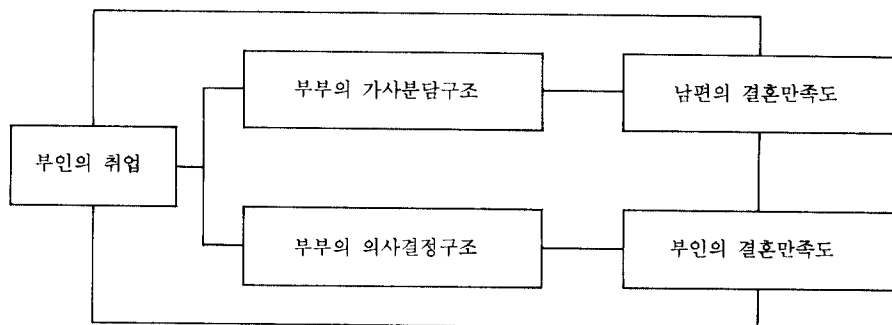 부부의 가사분담구조
남편의 결혼만족도
부인의 취업
부부의 의사결정구조
부인의 결혼만족도